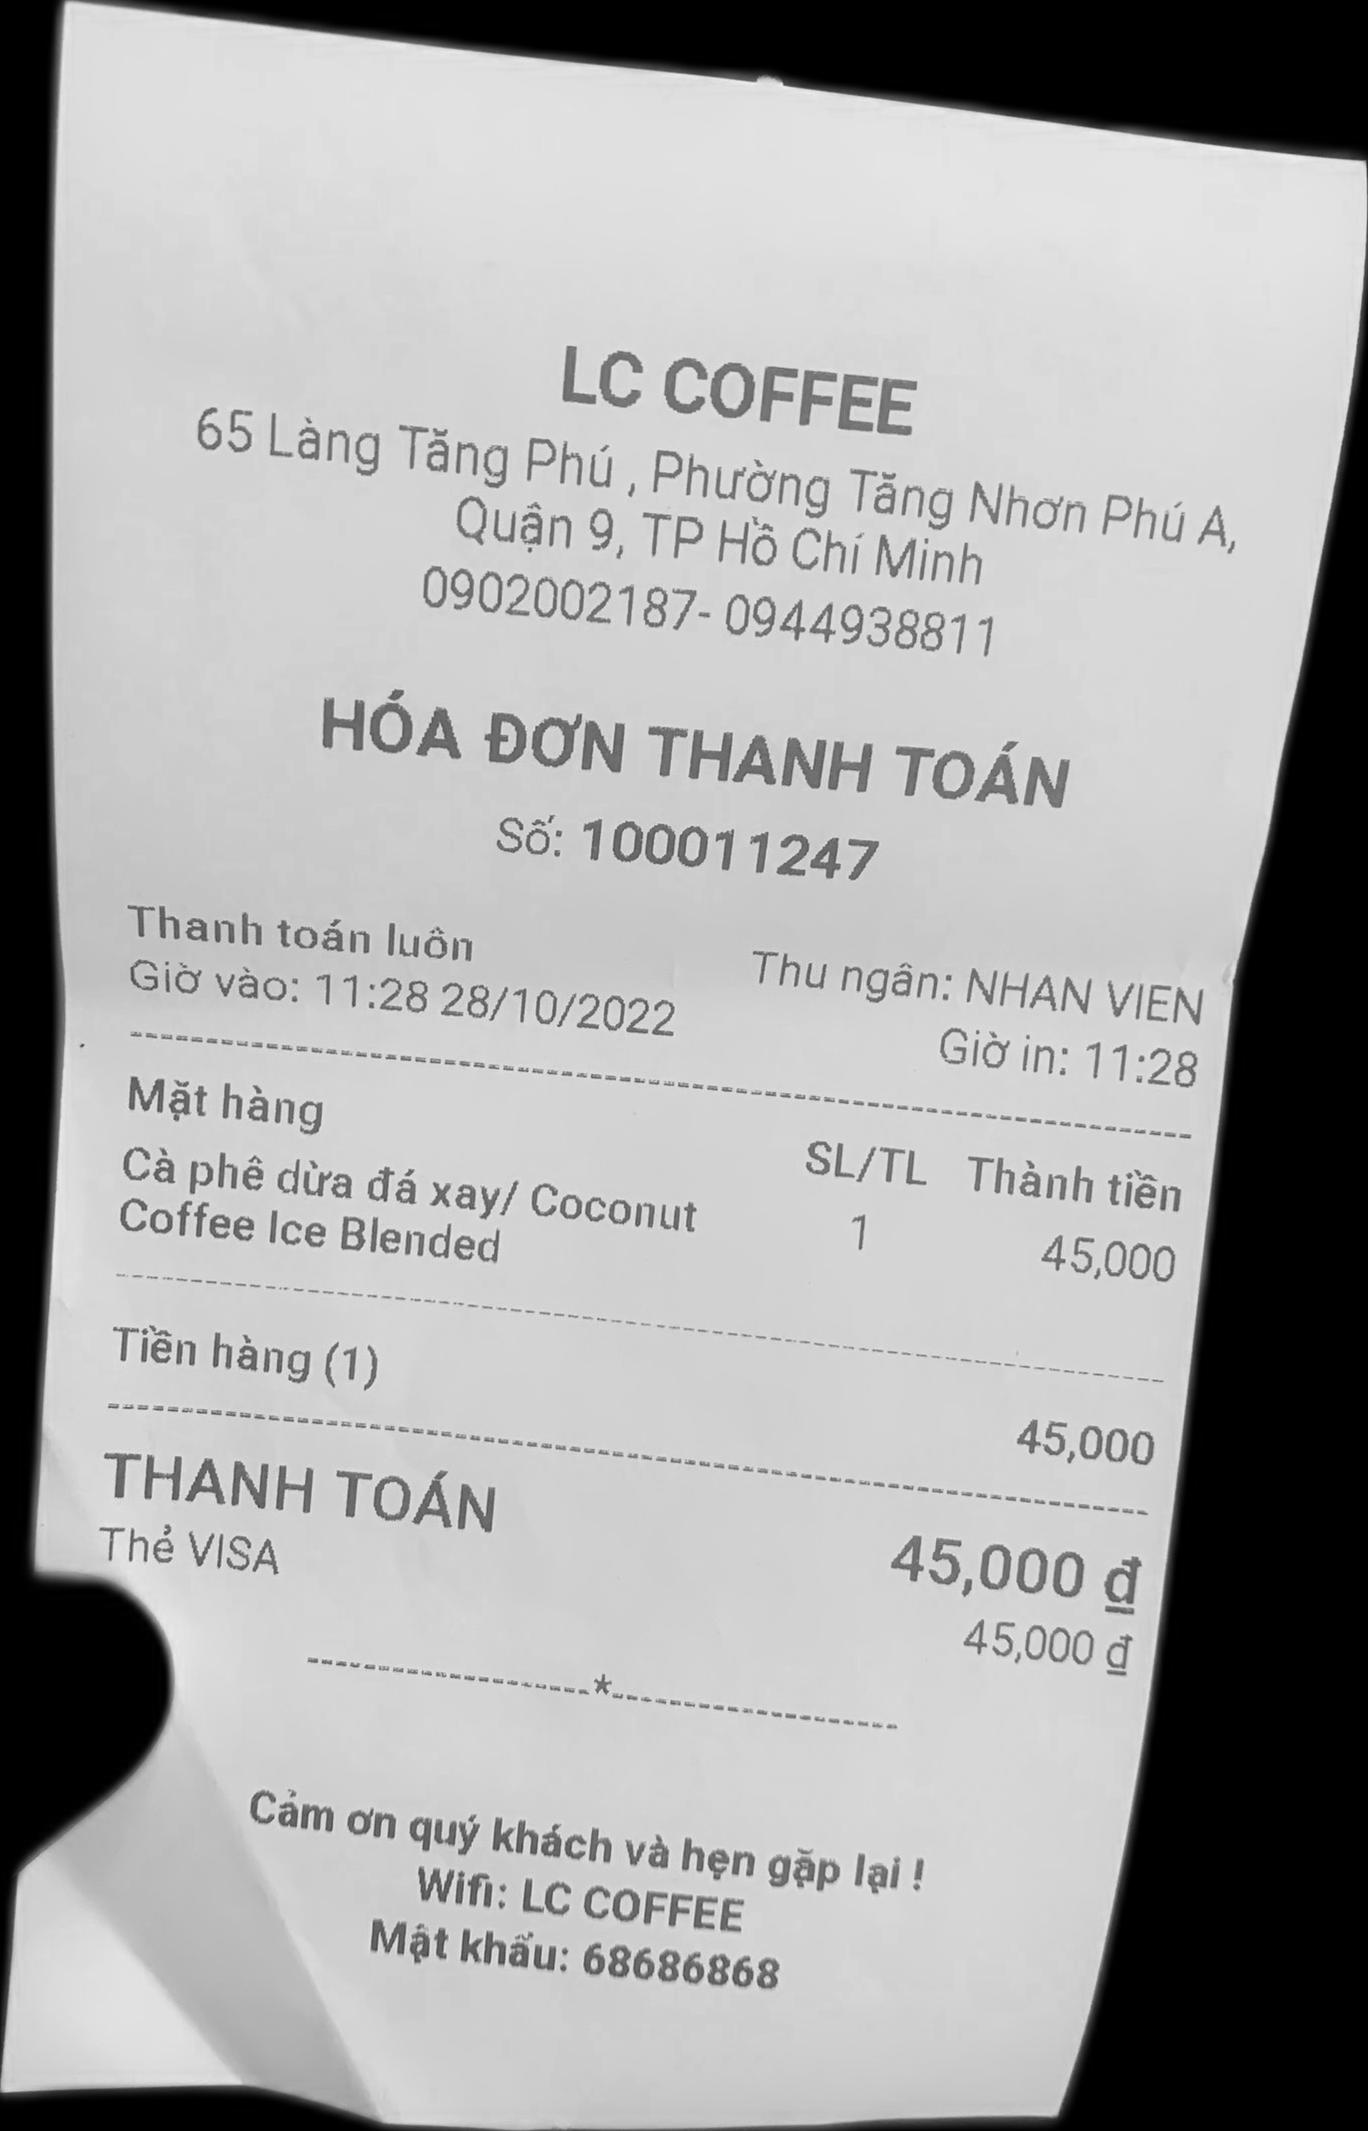 LC COFFEE
65 Làng Tăng Phú , Phường Tăng Nhơn Phú A,
Quận 9, TP Hồ Chí Minh
0902002187- 0944938811
HÓA ĐƠN THANH TOÁN
Số: 100011247
Thanh toán luôn Thu ngân: NHAN VIEN
Giờ vào: 11:28 28/10/2022 Giờ in: 11:28
Mặt hàng SL/TL Thành tiền
Cà phê dừa đá xay/ Coconut 1 45,000
Coffee Ice Blended
Tiền hàng (1) 45,000
THANH TOÁN 45,000 ₫
Thẻ VISA 45,000 ₫
--------------------*--------------------
Cảm ơn quý khách và hẹn gặp lại !
Wifi: LC COFFEE
Mật khẩu: 68686868